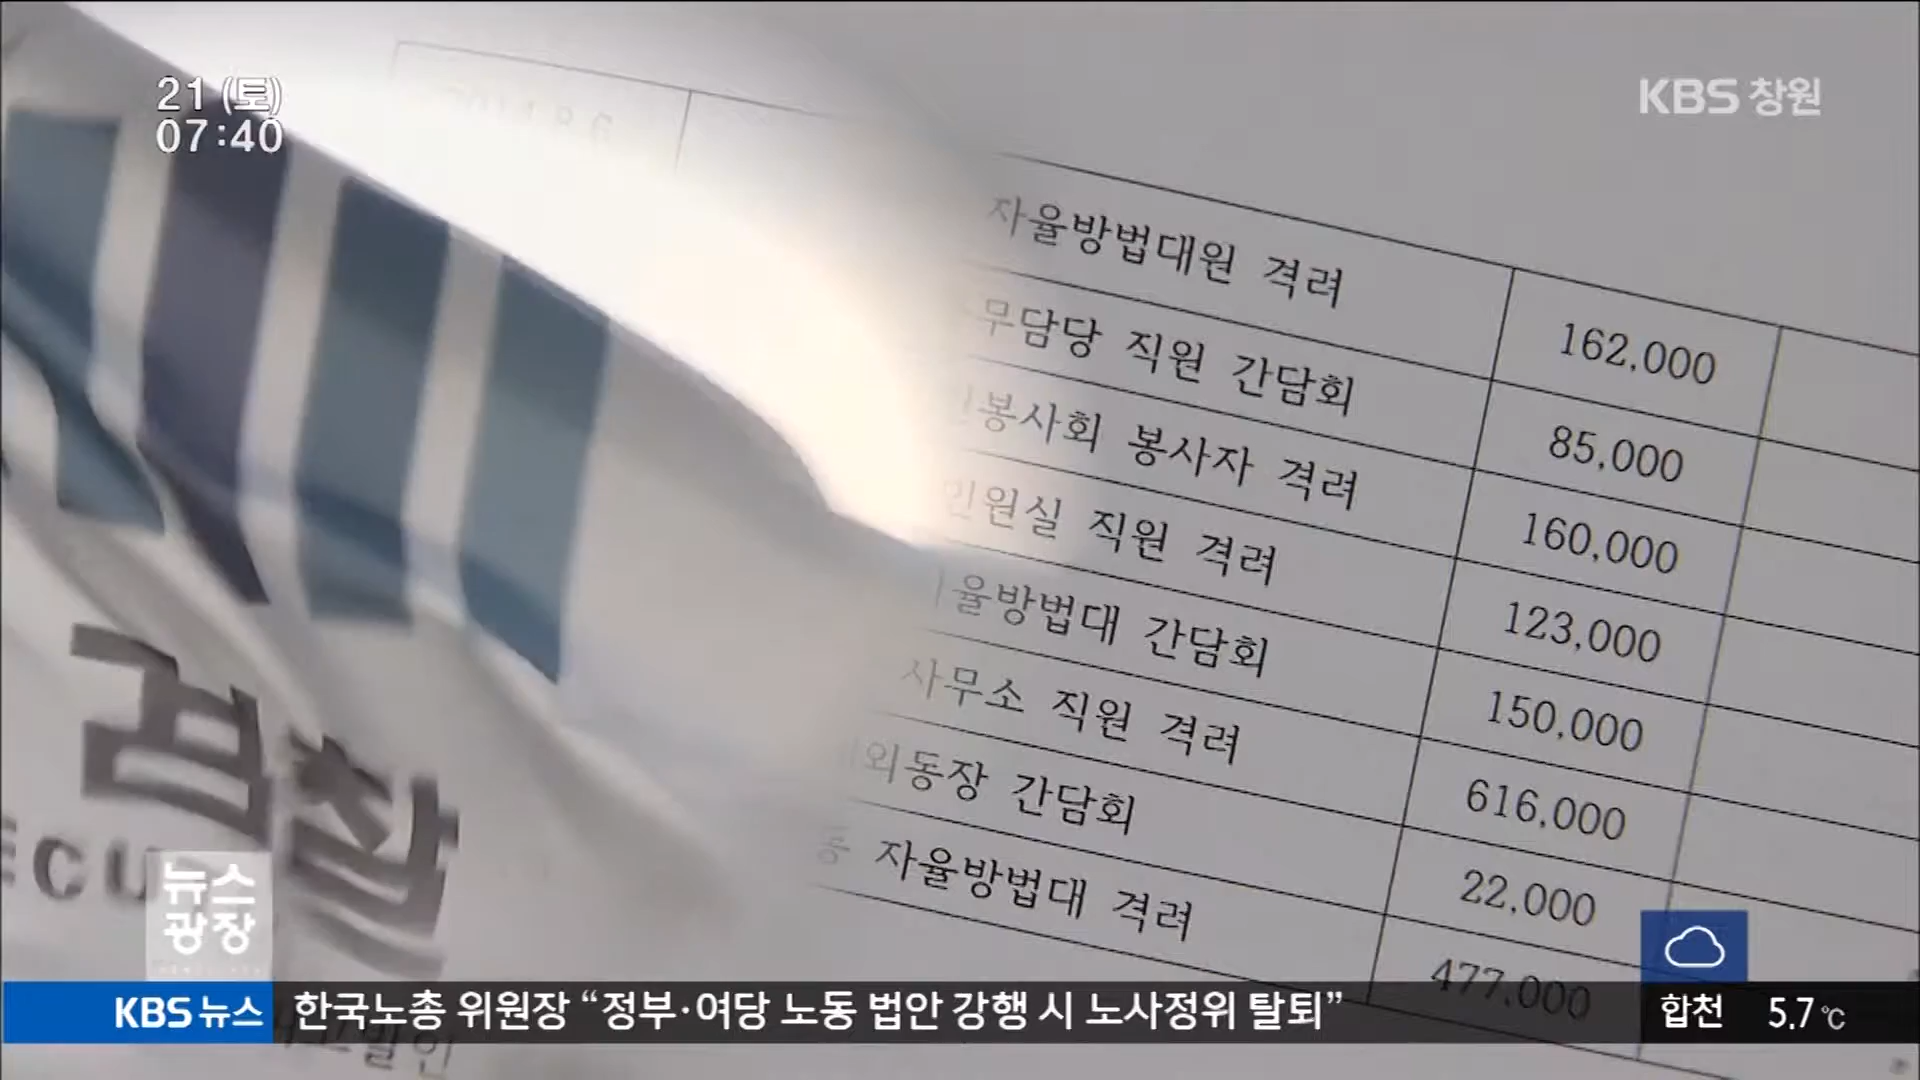 21 (토)
07:40
KBS 창원
자율방법대원 격려
162,000
무담당 직원 간담회
85,000
봉사회 봉사자 격려
160,000
민원실 직원 격려
123,000
율방법대 간담회
150,000
사무소 직원 격려
616,000
외동장 간담회
22,000
동 자율방법대 격려
477,000
검찰
뉴스
광장
KBS 뉴스
한국노총 위원장 “정부·여당 노동 법안 강행 시 노사정위 탈퇴”
합천 5.7 ℃